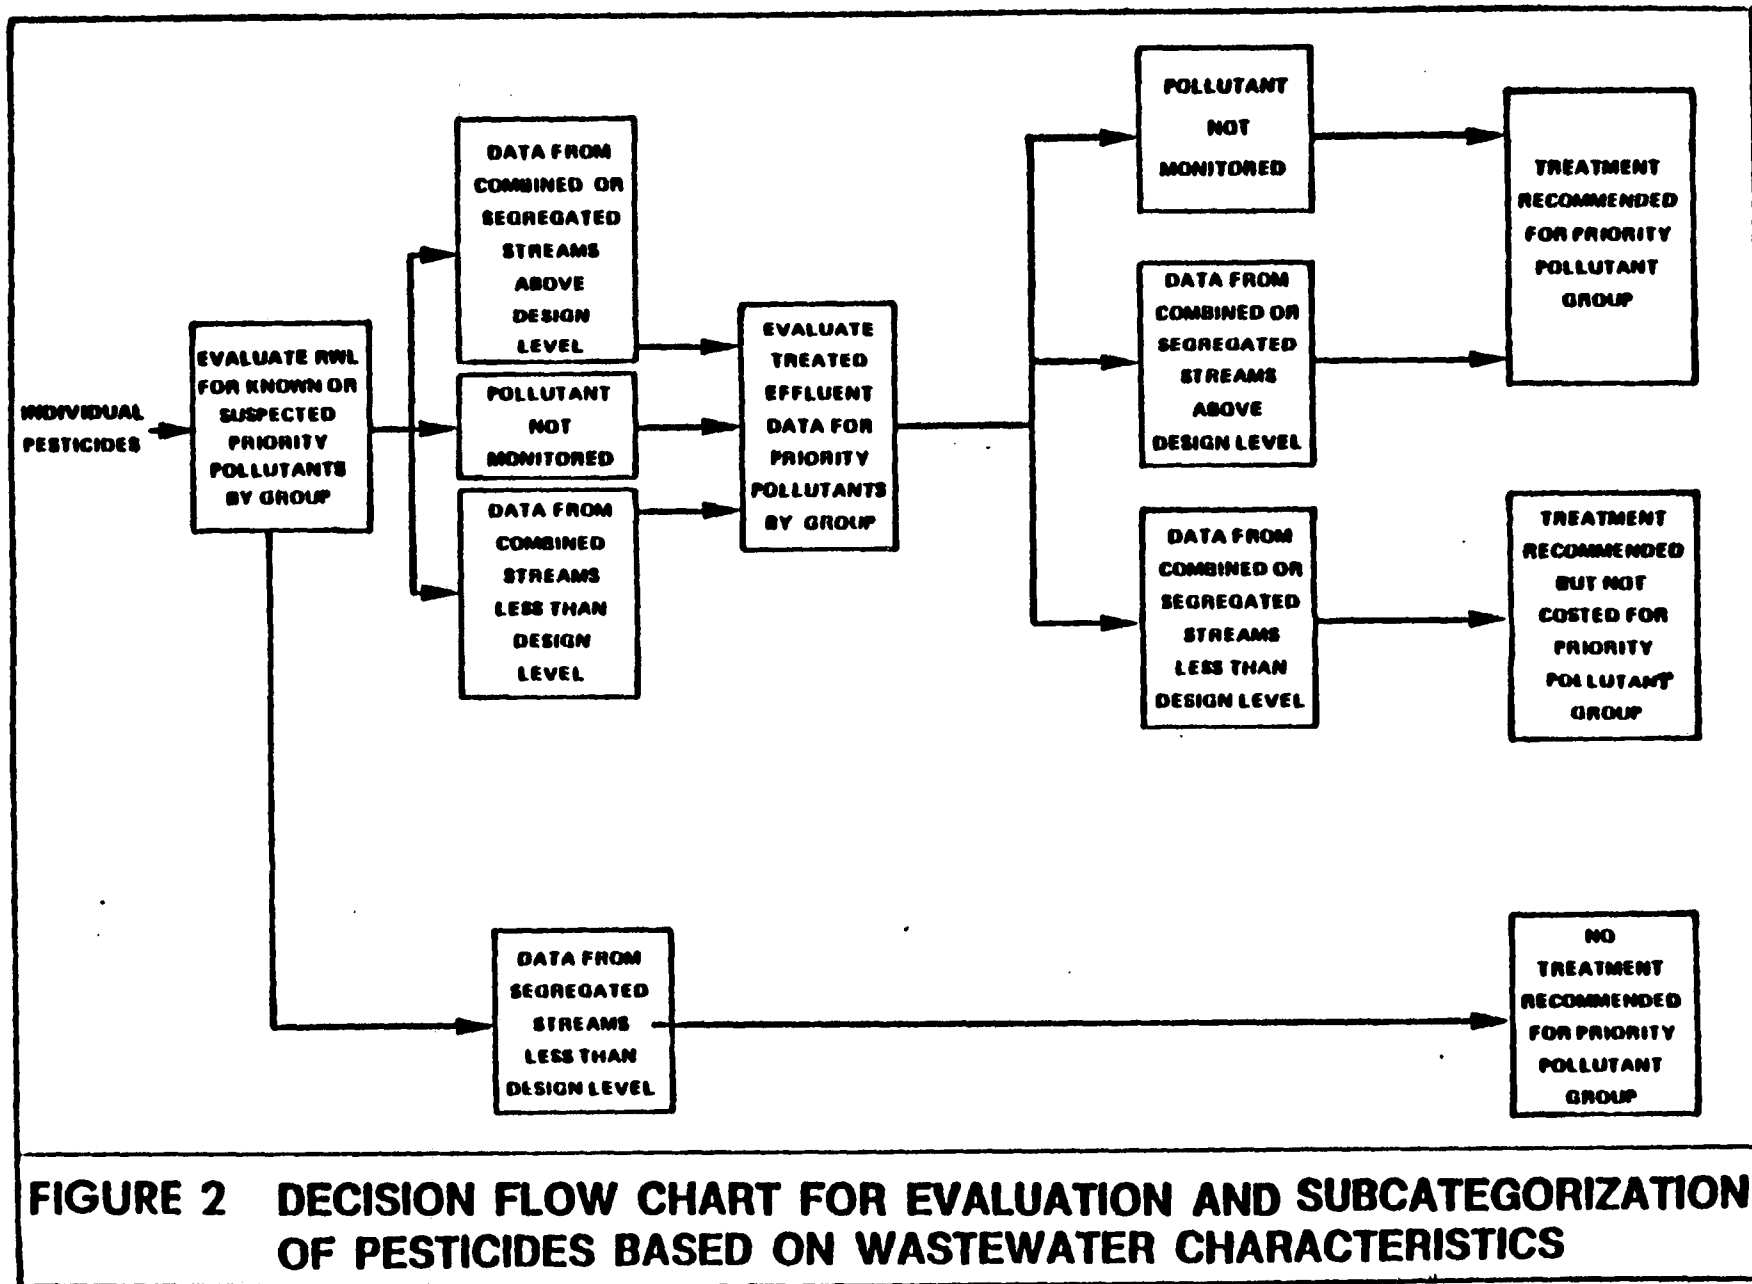 INDIVIDUAL
PESTICIDES
EVALUATE RWL
FOR KNOWN OR
SUSPECTED
PRIORITY
POLLUTANTS
BY GROUP
DATA FROM
COMBINED OR
SEGREGATED
STREAMS
ABOVE
DESIGN
LEVEL
POLLUTANT
NOT
MONITORED
DATA FROM
COMBINED
STREAMS
LESS THAN
DESIGN
LEVEL
EVALUATE
TREATED
EFFLUENT
DATA FOR
PRIORITY
POLLUTANTS
BY GROUP
POLLUTANT
NOT
MONITORED
DATA FROM
COMBINED OR
SEGREGATED
STREAMS
ABOVE
DESIGN LEVEL
DATA FROM
COMBINED OR
SEGREGATED
STREAMS
LESS THAN
DESIGN LEVEL
TREATMENT
RECOMMENDED
FOR PRIORITY
POLLUTANT
GROUP
TREATMENT
RECOMMENDED
BUT NOT
COSTED FOR
PRIORITY
POLLUTANT
GROUP
DATA FROM
SEGREGATED
STREAMS
LESS THAN
DESIGN LEVEL
NO
TREATMENT
RECOMMENDED
FOR PRIORITY
POLLUTANT
GROUP
FIGURE 2 DECISION FLOW CHART FOR EVALUATION AND SUBCATEGORIZATION
OF PESTICIDES BASED ON WASTEWATER CHARACTERISTICS